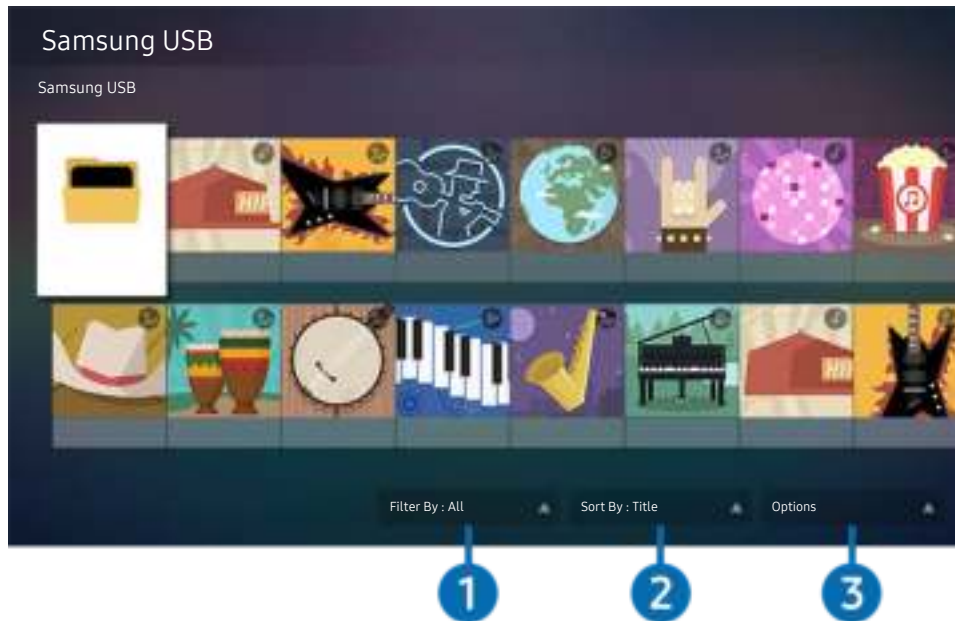 Samsung USB
Samsung USB
HIP
HIP
Filter By : All
Sort By : Title
Options
1
2
3